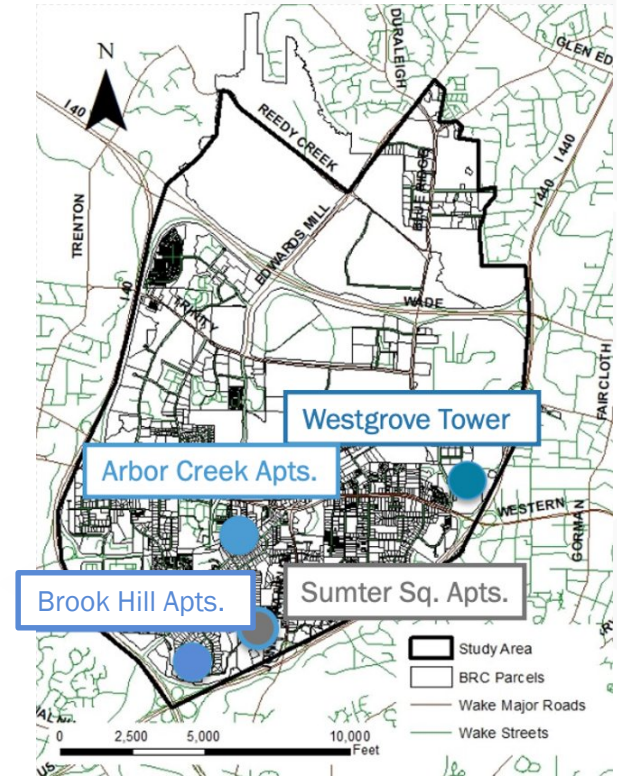 DURALEIGH
GLEN ED
N
I 40
REEDY CREEK
I 440
I 440
BLUE RIDGE
TRENTON
EDWARDS MILL
I 40
WADE
TRINITY
FAIRCLOTH
Westgrove Tower
Arbor Creek Apts.
WESTERN
GORMAN
Brook Hill Apts.
Sumter Sq. Apts.
Study Area
BRC Parcels
Wake Major Roads
Wake Streets
0 2,500 5,000 10,000
Feet
US